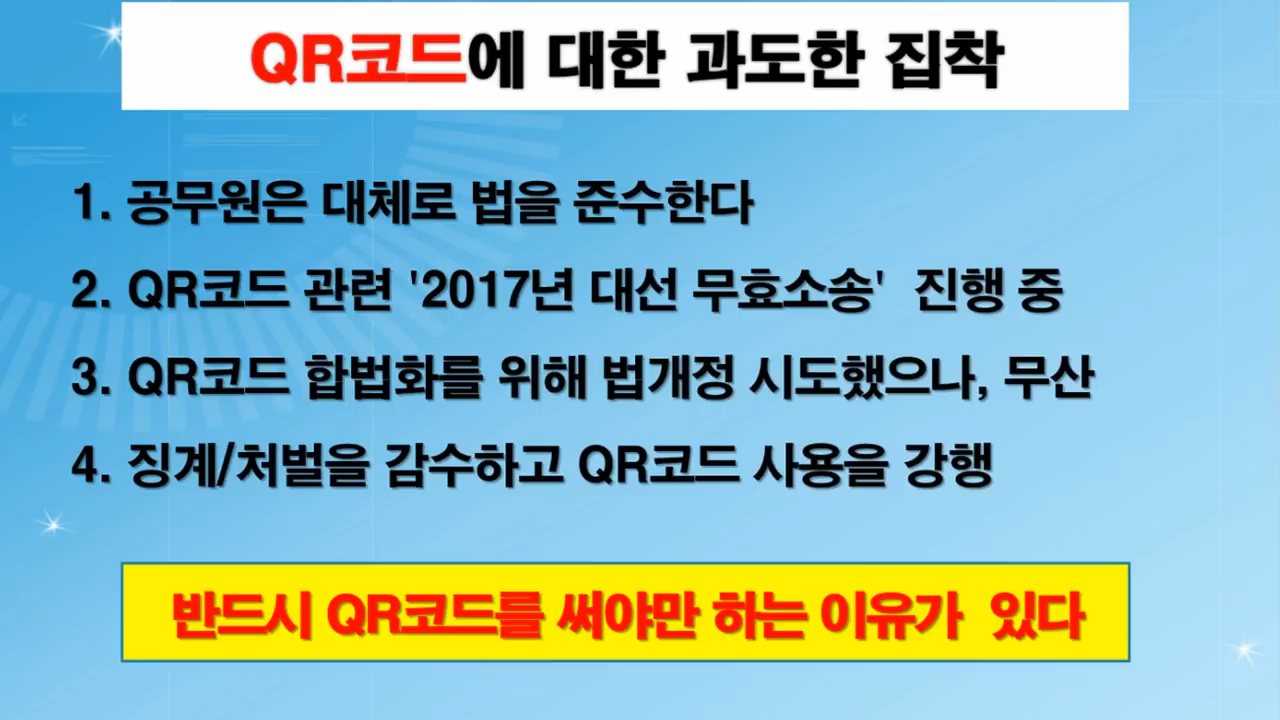 QR코드에 대한 과도한 집착
1. 공무원은 대체로 법을 준수한다
2. QR코드 관련 '2017년 대선 무효소송' 진행 중
3. QR코드 합법화를 위해 법개정 시도했으나, 무산
4. 징계/처벌을 감수하고 QR코드 사용을 강행
반드시 QR코드를 써야만 하는 이유가 있다